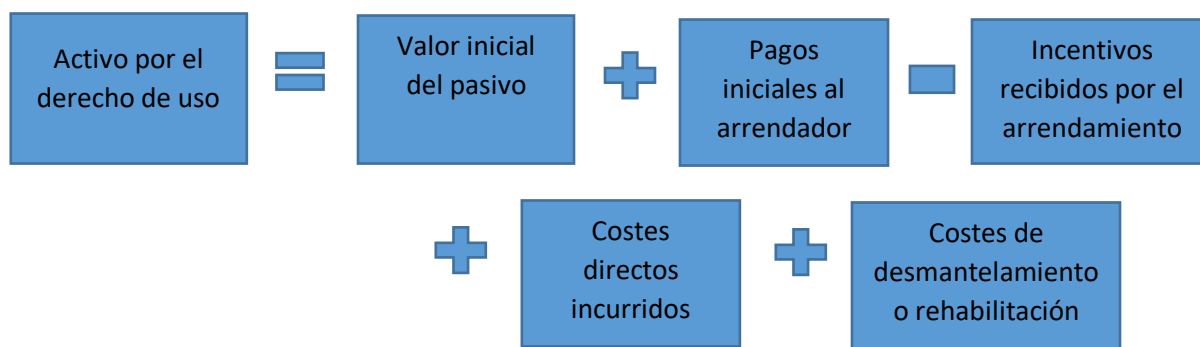 Activo por el
derecho de uso
Valor inicial
del pasivo
Pagos
iniciales al
arrendador
Incentivos
recibidos por el
arrendamiento
Costes
directos
incurridos
Costes de
desmantelamiento
o rehabilitación